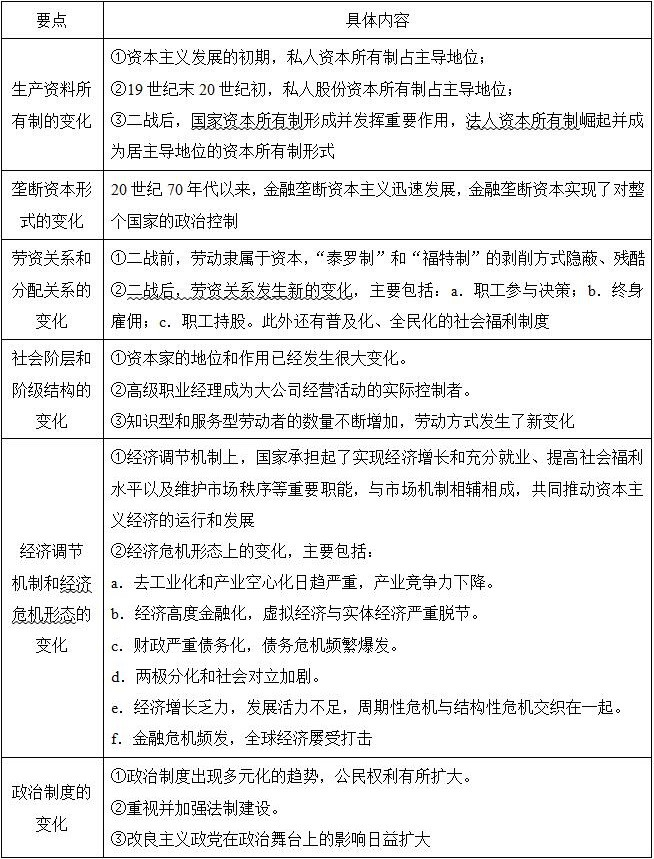 要点
具体内容
生产资料所
有制的变化
①资本主义发展的初期，私人资本所有制占主导地位；
②19世纪末20世纪初，私人股份资本所有制占主导地位；
③二战后，国家资本所有制形成并发挥重要作用，法人资本所有制崛起并成
为居主导地位的资本所有制形式
垄断资本形
式的变化
20世纪70年代以来，金融垄断资本主义迅速发展，金融垄断资本实现了对整
个国家的政治控制
劳资关系和
分配关系的
变化
①二战前，劳动隶属于资本，“泰罗制”和“福特制”的剥削方式隐蔽、残酷
②二战后，劳资关系发生新的变化，主要包括：a．职工参与决策；b．终身
雇佣；c．职工持股。此外还有普及化、全民化的社会福利制度
社会阶层和
阶级结构的
变化
①资本家的地位和作用已经发生很大变化。
②高级职业经理成为大公司经营活动的实际控制者。
③知识型和服务型劳动者的数量不断增加，劳动方式发生了新变化
经济调节
机制和经济
危机形态的
变化
①经济调节机制上，国家承担起了实现经济增长和充分就业、提高社会福利
水平以及维护市场秩序等重要职能，与市场机制相辅相成，共同推动资本主
义经济的运行和发展
②经济危机形态上的变化，主要包括：
a．去工业化和产业空心化日趋严重，产业竞争力下降。
b．经济高度金融化，虚拟经济与实体经济严重脱节。
c．财政严重债务化，债务危机频繁爆发。
d．两极分化和社会对立加剧。
e．经济增长乏力，发展活力不足，周期性危机与结构性危机交织在一起。
f．金融危机频发，全球经济屡受打击
政治制度的
变化
①政治制度出现多元化的趋势，公民权利有所扩大。
②重视并加强法制建设。
③改良主义政党在政治舞台上的影响日益扩大